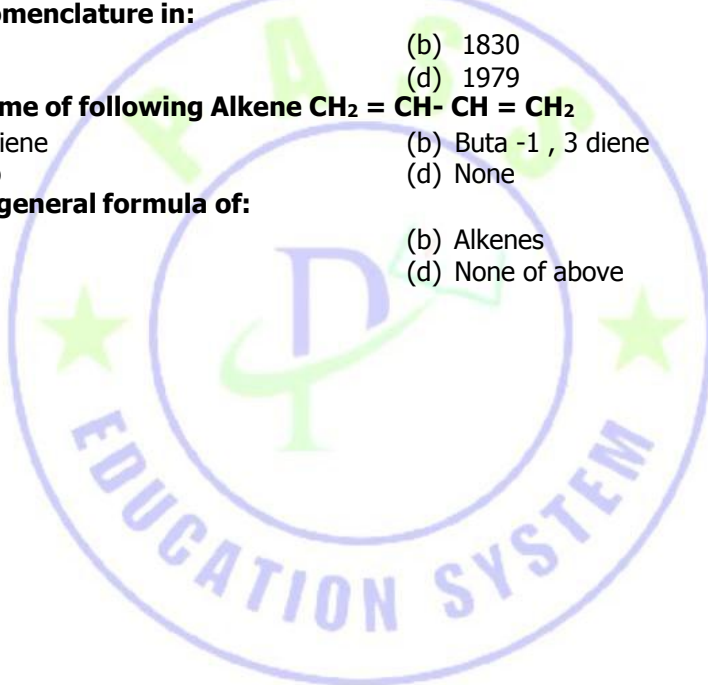 omenclature in:
(b) 1830
(d) 1979
me of following Alkene CH₂ = CH- CH = CH₂
iene (b) Buta -1 , 3 diene
(d) None
general formula of:
(b) Alkenes
(d) None of above
PASS
EDUCATION SYSTEM